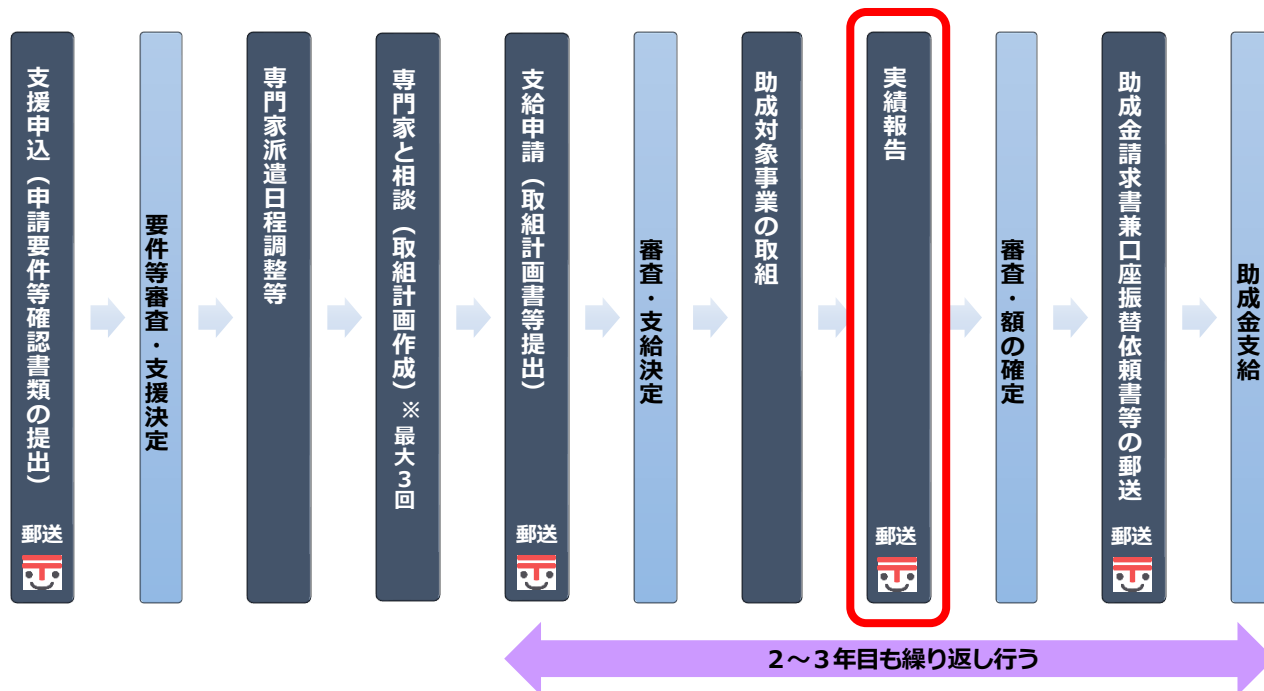 支援申込（申請要件等確認書類の提出）
郵送
要件等審査・支援決定
専門家派遣日程調整等
専門家と相談（取組計画作成）※最大3回
支給申請（取組計画書等提出）
郵送
審査・支給決定
助成対象事業の取組
実績報告
郵送
審査・額の確定
助成金請求書兼口座振替依頼書等の郵送
郵送
助成金支給
２～３年目も繰り返し行う